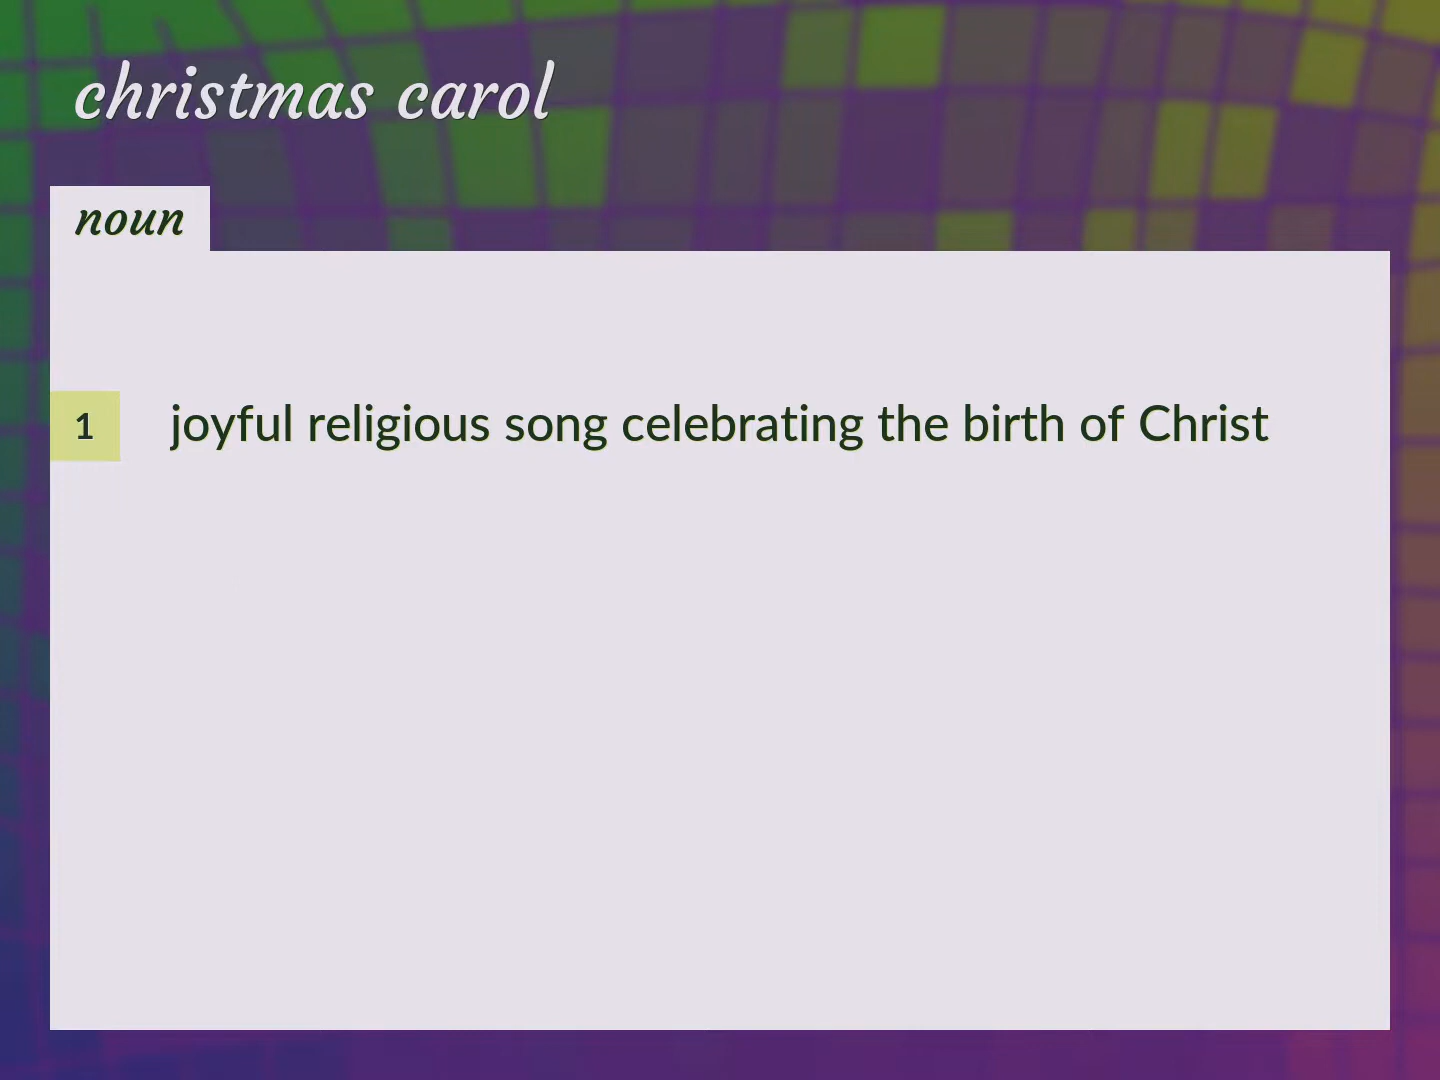 christmas carol
noun
1 joyful religious song celebrating the birth of Christ